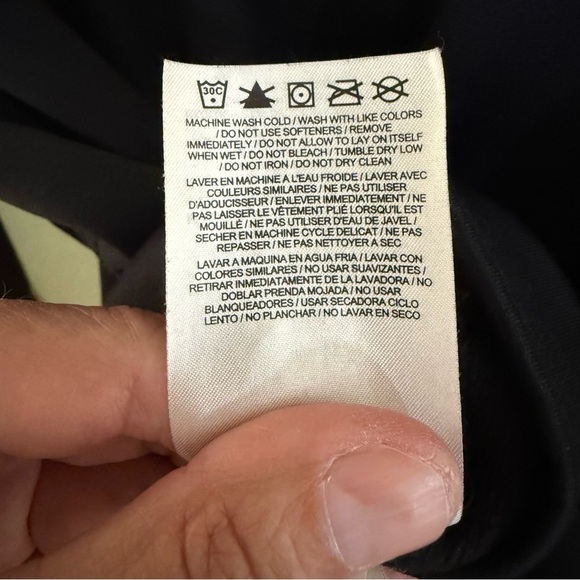 30C
MACHINE WASH COLD / WASH WITH LIKE COLORS
/ DO NOT USE SOFTENERS / REMOVE
IMMEDIATELY / DO NOT ALLOW TO LAY ON ITSELF
WHEN WET / DO NOT BLEACH / TUMBLE DRY LOW
/ DO NOT IRON / DO NOT DRY CLEAN
LAVER EN MACHINE A L'EAU FROIDE / LAVER AVEC
COULEURS SIMILAIRES / NE PAS UTILISER
D'ADOUCISSEUR / ENLEVER IMMEDIATEMENT / NE
PAS LAISSER LE VÊTEMENT PLIÉ LORSQU'IL EST
MOUILLÉ / NE PAS UTILISER D'EAU DE JAVEL /
SECHER EN MACHINE CYCLE DELICAT / NE PAS
REPASSER / NE PAS NETTOYER A SEC
LAVAR A MAQUINA EN AGUA FRIA / LAVAR CON
COLORES SIMILARES / NO USAR SUAVIZANTES /
RETIRAR INMEDIATAMENTE DE LA LAVADORA / NO
DOBLAR PRENDA MOJADA / NO USAR
BLANQUEADORES / USAR SECADORA CICLO
LENTO / NO PLANCHAR / NO LAVAR EN SECO